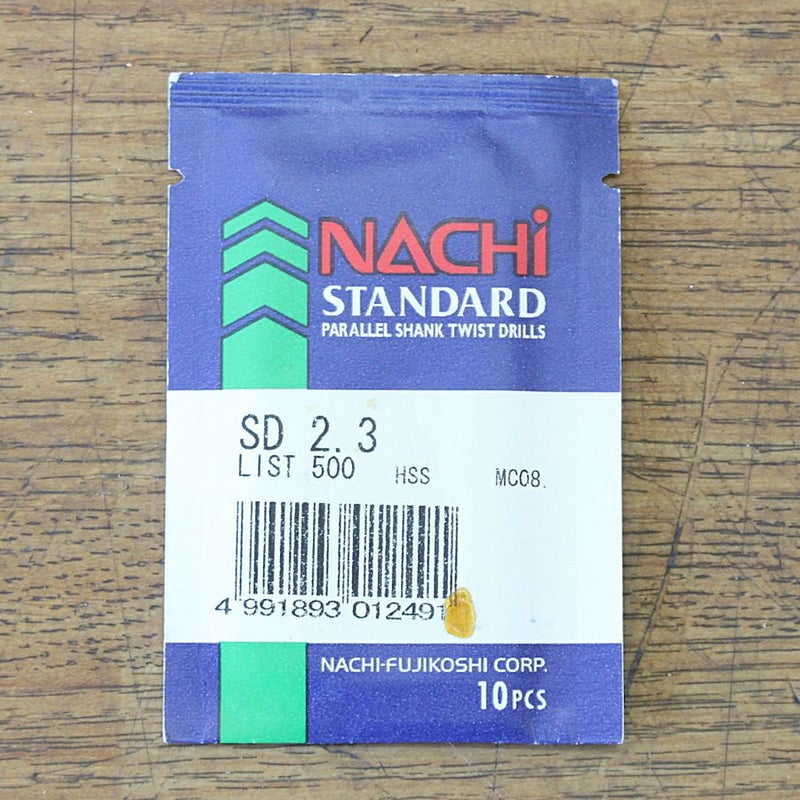 NACHi
STANDARD
PARALLEL SHANK TWIST DRILLS
SD 2.3
LIST 500 HSS MC08.
4 991893 012491
NACHI-FUJIKOSHI CORP.
10PCS